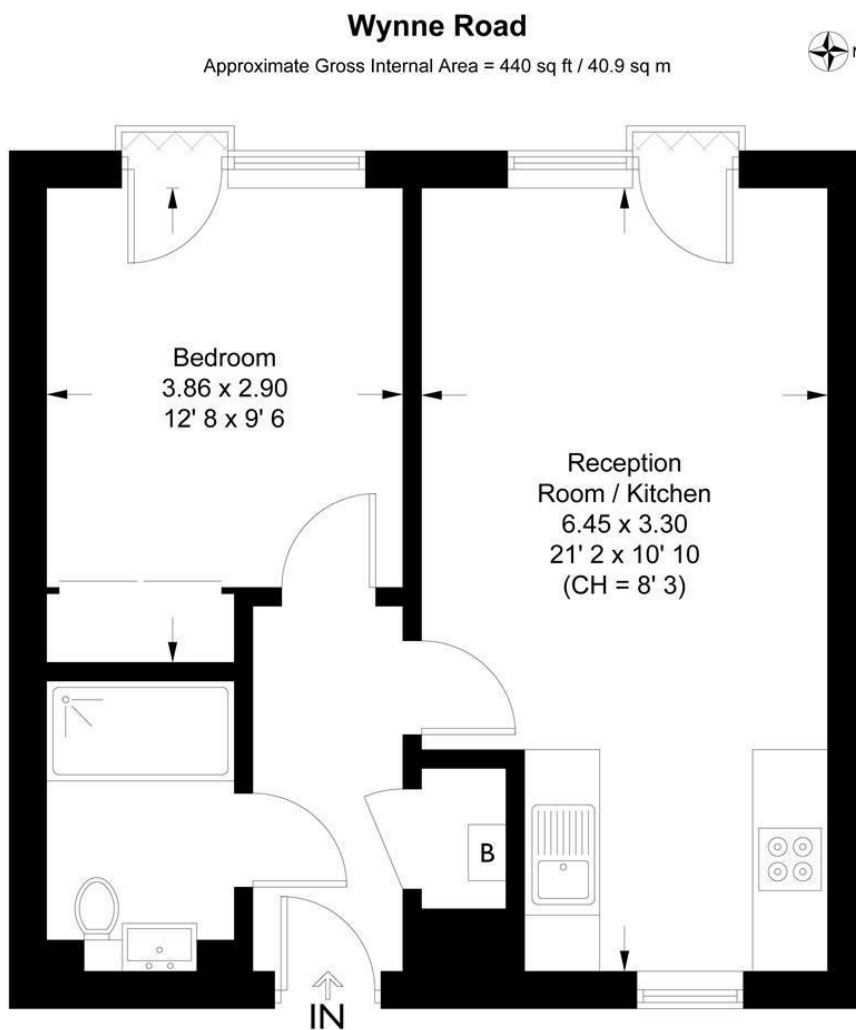 Wynne Road
Approximate Gross Internal Area = 440 sq ft / 40.9 sq m
N
Bedroom
3.86 x 2.90
12' 8 x 9' 6
Reception
Room / Kitchen
6.45 x 3.30
21' 2 x 10' 10
(CH = 8' 3)
B
IN